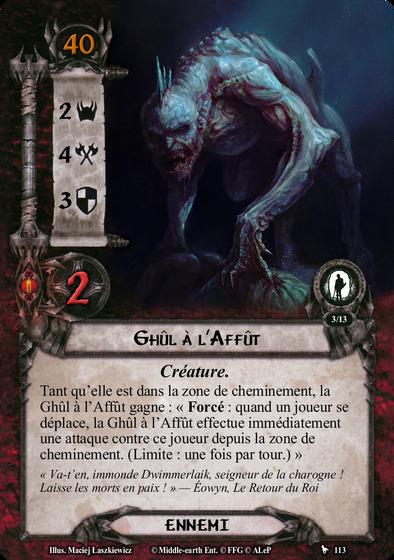 40
2
4
3
2
3/13
Ghûl à l'Affût
Créature.
Tant qu'elle est dans la zone de cheminement, la
Ghûl à l'Affût gagne : « Forcé : quand un joueur se
déplace, la Ghûl à l'Affût effectue immédiatement
une attaque contre ce joueur depuis la zone de
cheminement. (Limite : une fois par tour.) »
« Va-t'en, immonde Dwimmerlaik, seigneur de la charogne !
Laisse les morts en paix ! » — Éowyn, Le Retour du Roi
ENNEMI
Illus. Maciej Laszkiewicz © Middle-earth Ent. © FFG © ALeP 113